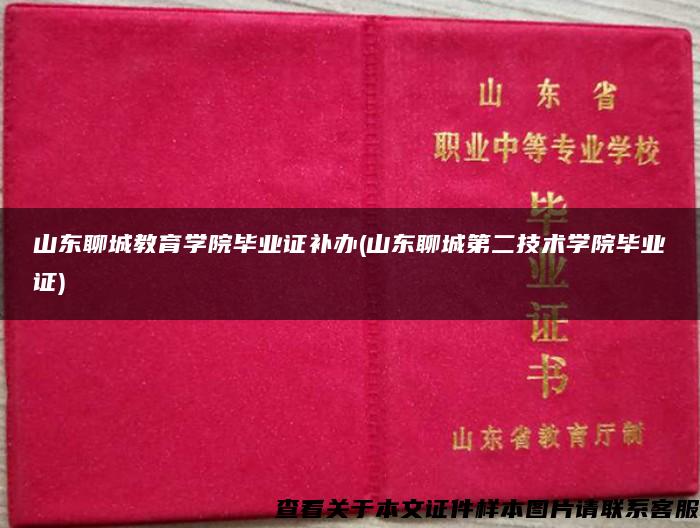 山东省
职业中等专业学校
毕业证书
山东聊城教育学院毕业证补办(山东聊城第二技术学院毕业
证)
山东省教育厅制
查看关于本文证件样本图片请联系客服